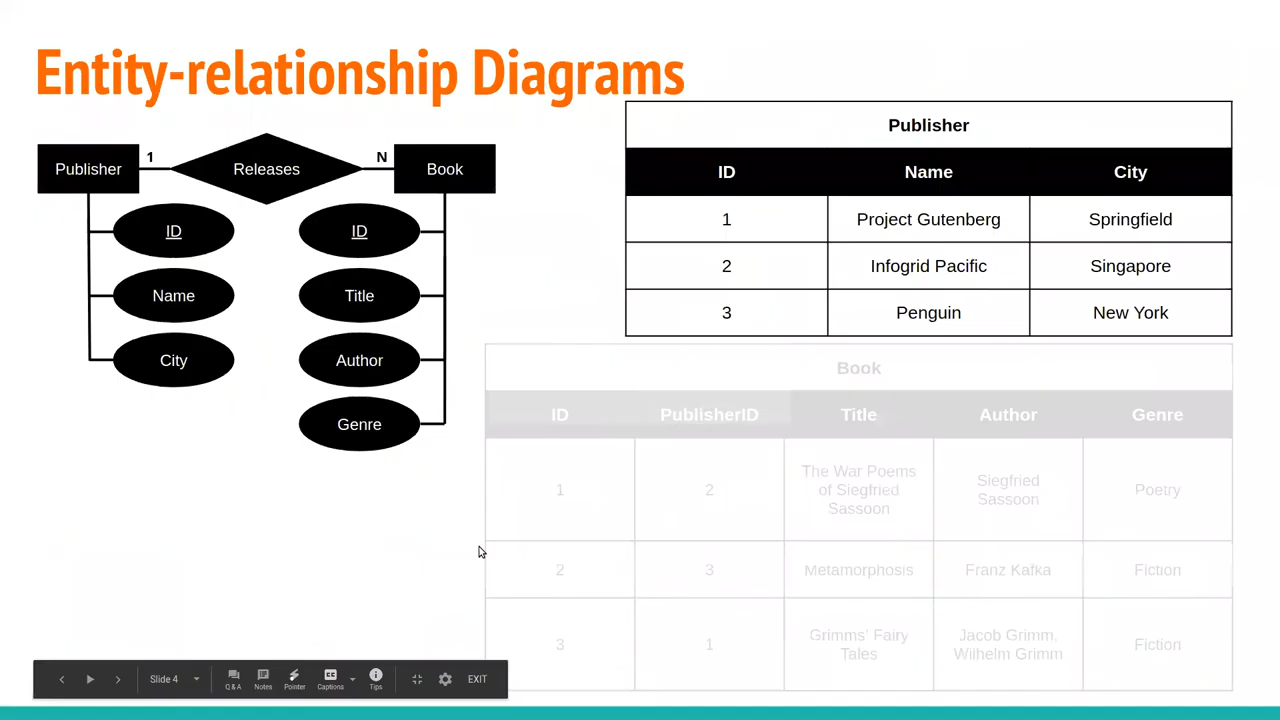 Entity-relationship Diagrams
Publisher
1
Releases
N
Book
ID
Name
City
ID
Title
Author
Genre
Publisher
ID Name City
1 Project Gutenberg Springfield
2 Infogrid Pacific Singapore
3 Penguin New York
Book
ID PublisherID Title Author Genre
1 2 The War Poems of Siegfried Sassoon Siegfried Sassoon Poetry
2 3 Metamorphosis Franz Kafka Fiction
3 1 Grimms' Fairy Tales Jacob Grimm, Wilhelm Grimm Fiction
Slide 4 Q & A Notes Pointer Captions Tips EXIT